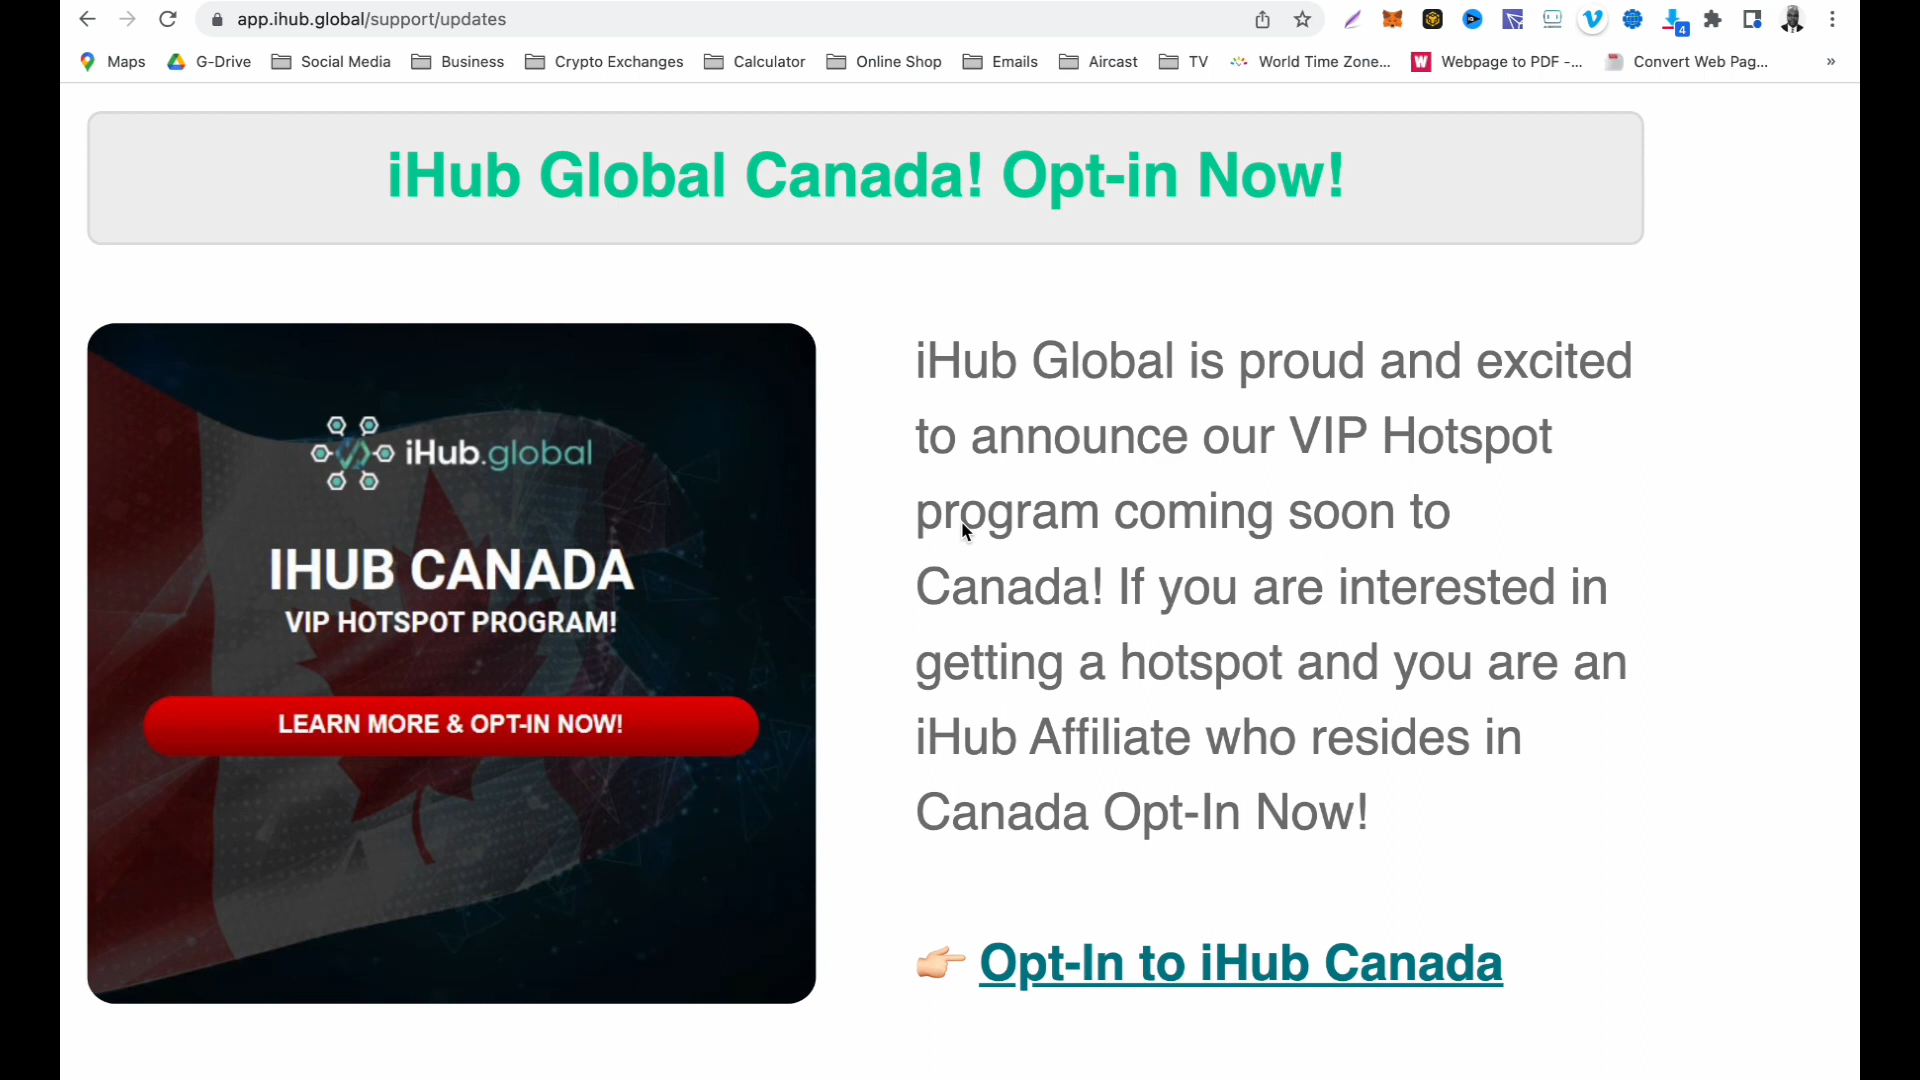 app.ihub.global/support/updates
4
Maps G-Drive Social Media Business Crypto Exchanges Calculator Online Shop Emails Aircast TV World Time Zone... W Webpage to PDF -... Convert Web Pag... »
iHub Global Canada! Opt-in Now!
iHub.global
IHUB CANADA
VIP HOTSPOT PROGRAM!
LEARN MORE & OPT-IN NOW!
iHub Global is proud and excited
to announce our VIP Hotspot
program coming soon to
Canada! If you are interested in
getting a hotspot and you are an
iHub Affiliate who resides in
Canada Opt-In Now!
👉🏻 Opt-In to iHub Canada